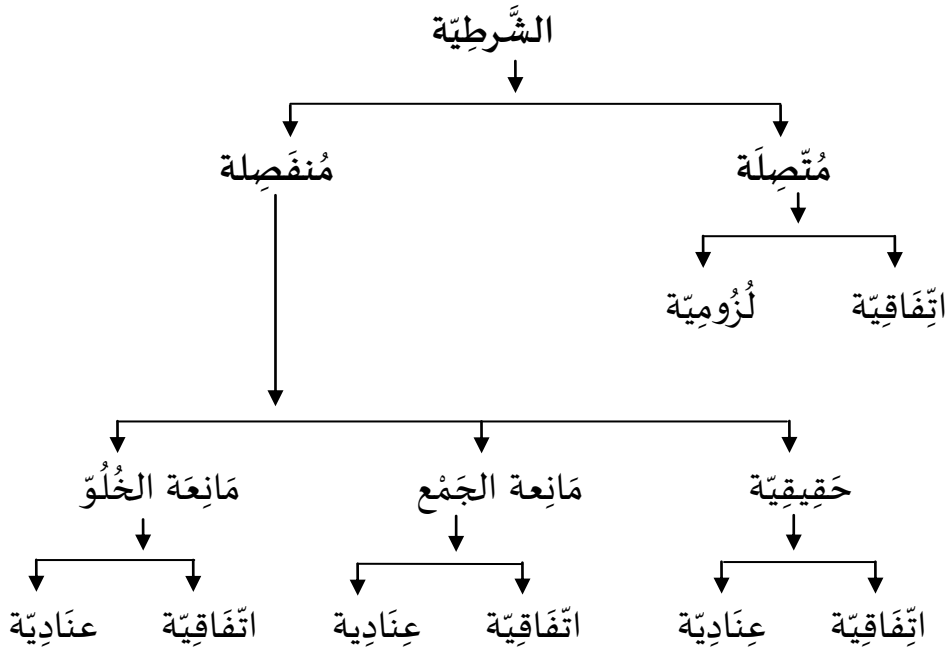 الشَّرطِيّة
مُتّصِلَة مُنفَصِلة
اتِّفَاقِيّة لُزُومِيّة
حَقِيقِيّة مَانِعة الجَمْع مَانِعَة الخُلُوّ
اتِّفَاقِيّة عِنَادِيّة اتّفَاقِيّة عِنَادِية اتّفَاقِيّة عنَادِيّة